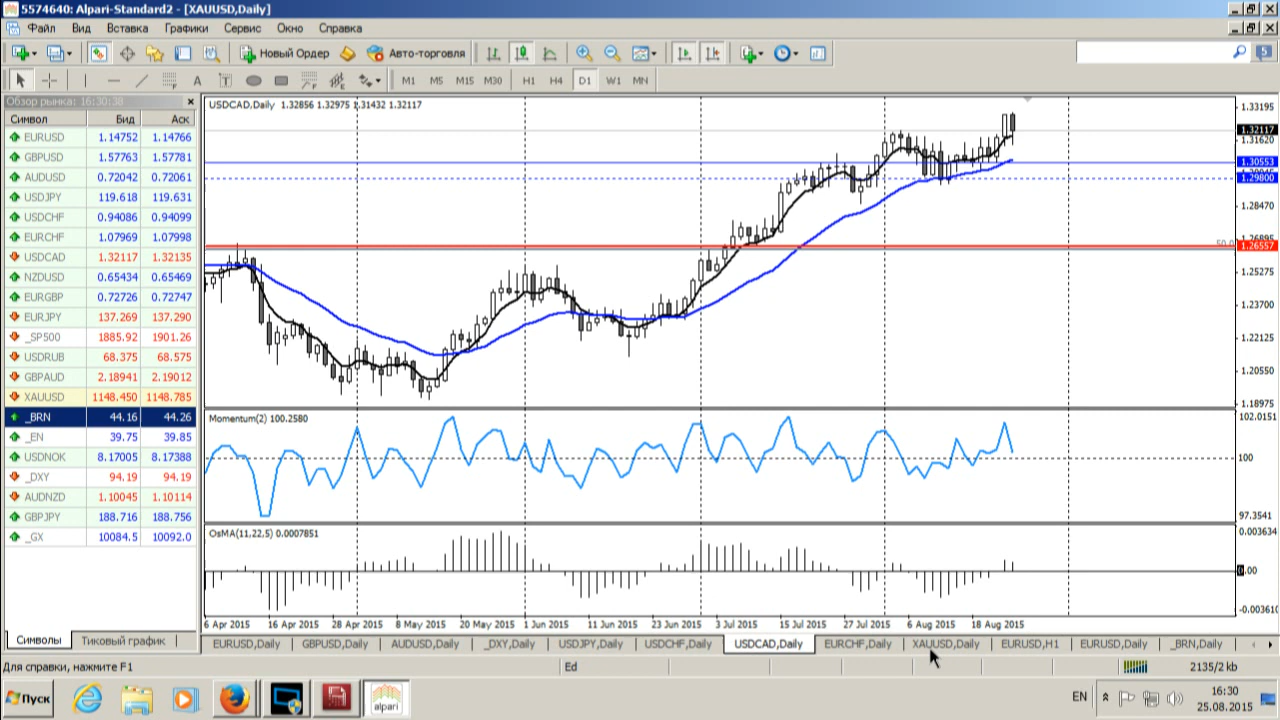 5574640: Alpari-Standard2 - [XAUUSD,Daily]
Файл Вид Вставка Графики Сервис Окно Справка
Новый Ордер Авто-торговля 5
A T M1 M5 M15 M30 H1 H4 D1 W1 MN
Обзор рынка: 16:30:38
Символ Бид Аск
EURUSD 1.14752 1.14766
GBPUSD 1.57763 1.57781
AUDUSD 0.72042 0.72061
USDJPY 119.618 119.631
USDCHF 0.94086 0.94099
EURCHF 1.07969 1.07998
USDCAD 1.32117 1.32135
NZDUSD 0.65434 0.65469
EURGBP 0.72726 0.72747
EURJPY 137.269 137.290
_SP500 1885.92 1901.26
USDRUB 68.375 68.575
GBPAUD 2.18941 2.19012
XAUUSD 1148.450 1148.785
_BRN 44.16 44.26
_EN 39.75 39.85
USDNOK 8.17005 8.17388
_DXY 94.19 94.19
AUDNZD 1.10045 1.10114
GBPJPY 188.716 188.756
_GX 10084.5 10092.0
Символы Тиковый график
USDCAD,Daily 1.32856 1.32975 1.31432 1.32117
1.33195
1.32117
1.31620
1.30553
1.29800
1.28470
50.0
1.26895
1.26557
1.25275
1.23700
1.22125
1.20550
1.18975
Momentum(2) 100.2580
102.0151
100
97.3541
OsMA(11,22,5) 0.0007851
0.003634
0.00
-0.003610
6 Apr 2015 16 Apr 2015 28 Apr 2015 8 May 2015 20 May 2015 1 Jun 2015 11 Jun 2015 23 Jun 2015 3 Jul 2015 15 Jul 2015 27 Jul 2015 6 Aug 2015 18 Aug 2015
EURUSD,Daily GBPUSD,Daily AUDUSD,Daily _DXY,Daily USDJPY,Daily USDCHF,Daily USDCAD,Daily EURCHF,Daily XAUUSD,Daily EURUSD,H1 EURUSD,Daily _BRN,Daily
Для справки, нажмите F1 Ed 2135/2 kb
Пуск alpari EN 16:30
25.08.2015